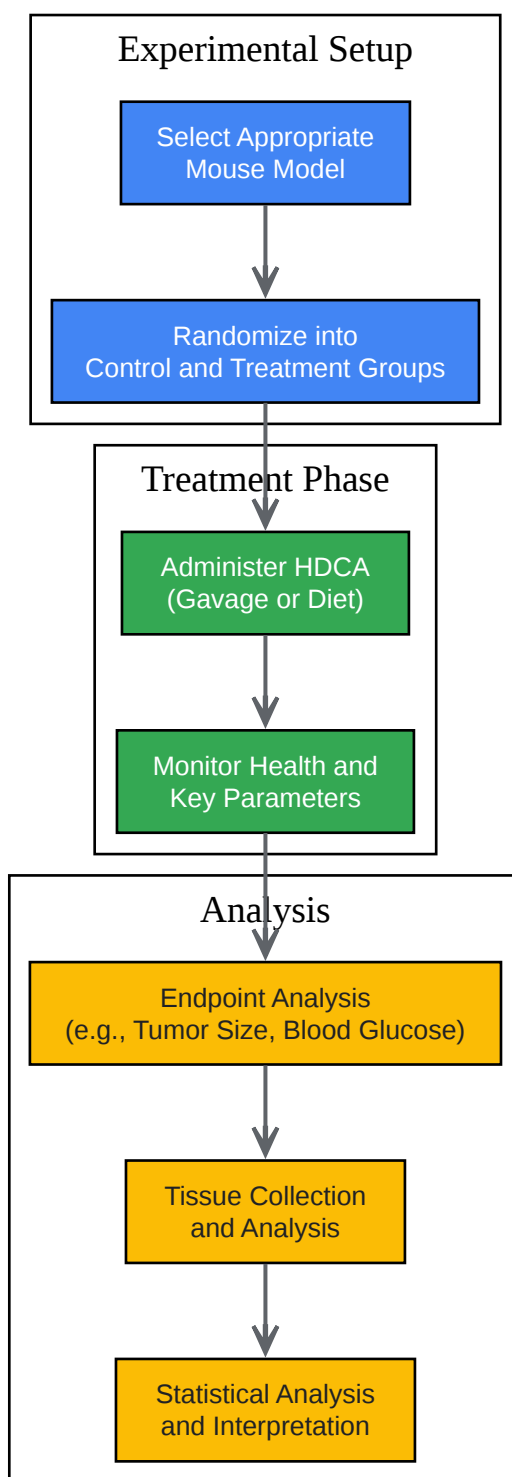 Experimental Setup
Select Appropriate
Mouse Model
Randomize into
Control and Treatment Groups
Treatment Phase
Administer HDCA
(Gavage or Diet)
Monitor Health and
Key Parameters
Analysis
Endpoint Analysis
(e.g., Tumor Size, Blood Glucose)
Tissue Collection
and Analysis
Statistical Analysis
and Interpretation